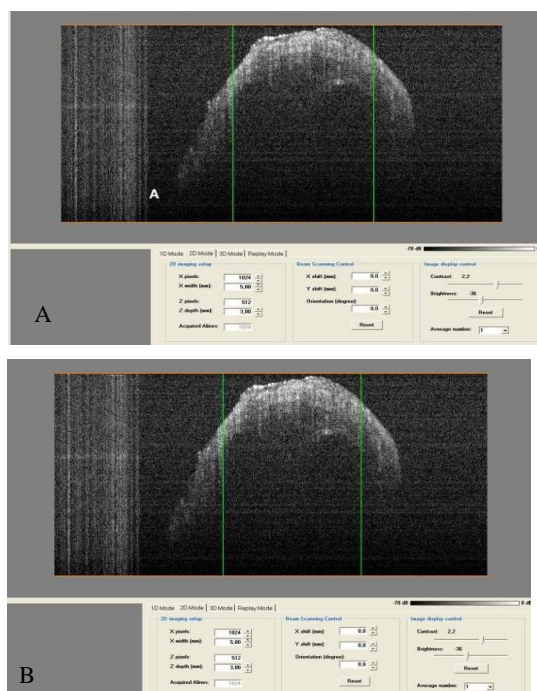 A
-70 dB
1D Mode 2D Mode 3D Mode Replay Mode
2D imaging setup
X pixels: 1024
X width (mm): 5,00
Z pixels: 512
Z depth (mm): 3,00
Acquired Alines: 1024
Beam Scanning Control
X shift (mm): 0,0
Y shift (mm): 0,0
Orientation (degree):
0,0
Reset
Image display control
Contrast: 2,2
Brightness: -36
Reset
Average number: 1
A
-70 dB 0 dB
1D Mode 2D Mode 3D Mode Replay Mode
2D imaging setup
X pixels: 1024
X width (mm): 5,00
Z pixels: 512
Z depth (mm): 3,00
Acquired Alines: 1024
Beam Scanning Control
X shift (mm): 0,0
Y shift (mm): 0,0
Orientation (degree):
0,0
Reset
Image display control
Contrast: 2,2
Brightness: -36
Reset
Average number: 1
B